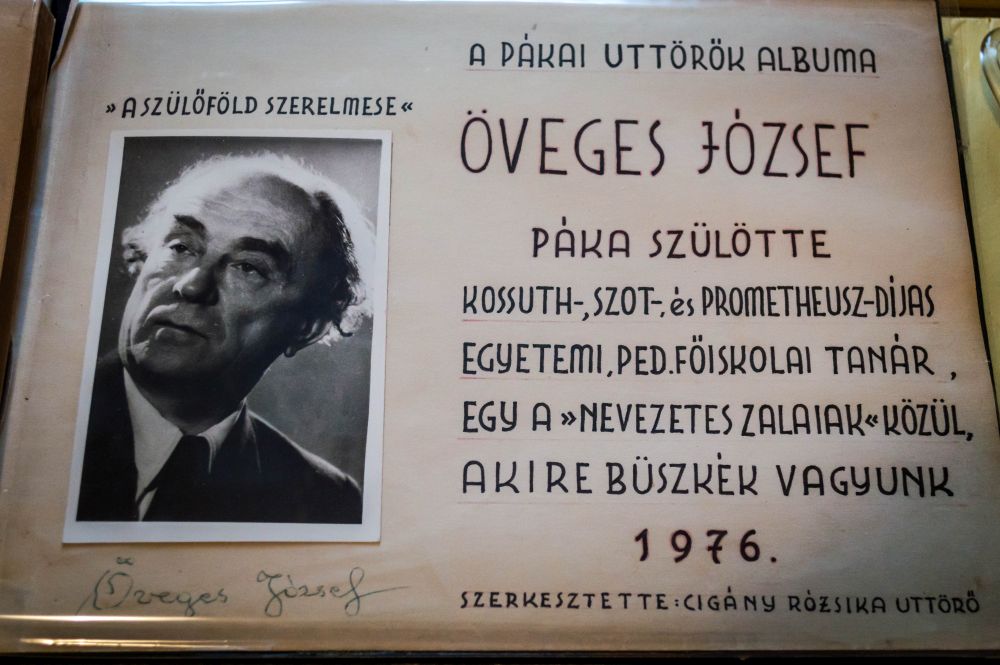 A PÁKAI UTTÖRŐK ALBUMA
»A SZÜLŐFÖLD SZERELMESE«
ÖVEGES JÓZSEF
PÁKA SZÜLÖTTE
KOSSUTH-, SZOT-, és PROMETHEUSZ-DÍJAS
EGYETEMI, PED. FŐISKOLAI TANÁR,
EGY A »NEVEZETES ZALAIAK« KÖZÜL,
AKIRE BÜSZKÉK VAGYUNK
1976.
Öveges József
SZERKESZTETTE: CIGÁNY RÓZSIKA UTTÖRŐ